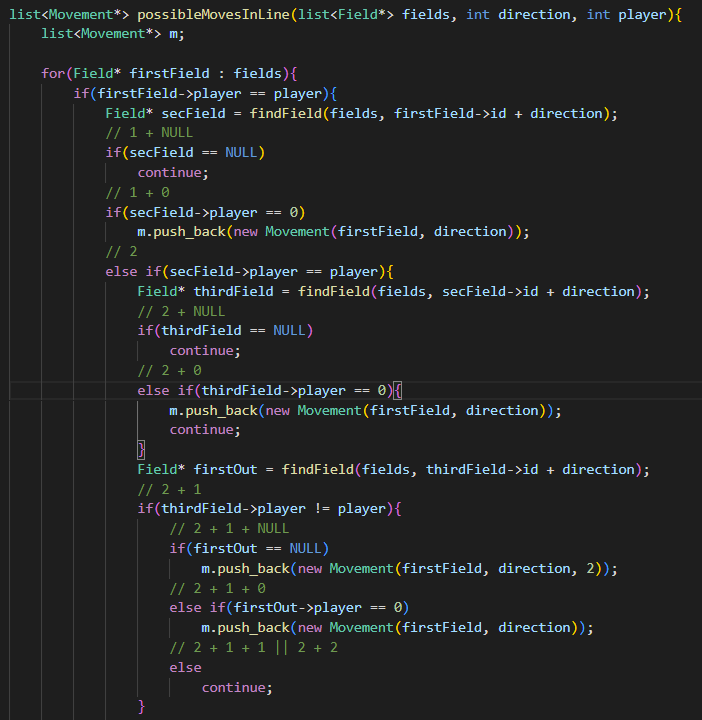 list<Movement*> possibleMovesInLine(list<Field*> fields, int direction, int player){
    list<Movement*> m;

    for(Field* firstField : fields){
        if(firstField->player == player){
            Field* secField = findField(fields, firstField->id + direction);
            // 1 + NULL
            if(secField == NULL)
                continue;
            // 1 + 0
            if(secField->player == 0)
                m.push_back(new Movement(firstField, direction));
            // 2
            else if(secField->player == player){
                Field* thirdField = findField(fields, secField->id + direction);
                // 2 + NULL
                if(thirdField == NULL)
                    continue;
                // 2 + 0
                else if(thirdField->player == 0){
                    m.push_back(new Movement(firstField, direction));
                    continue;
                }
                Field* firstOut = findField(fields, thirdField->id + direction);
                // 2 + 1
                if(thirdField->player != player){
                    // 2 + 1 + NULL
                    if(firstOut == NULL)
                        m.push_back(new Movement(firstField, direction, 2));
                    // 2 + 1 + 0
                    else if(firstOut->player == 0)
                        m.push_back(new Movement(firstField, direction));
                    // 2 + 1 + 1 || 2 + 2
                    else
                        continue;
                }